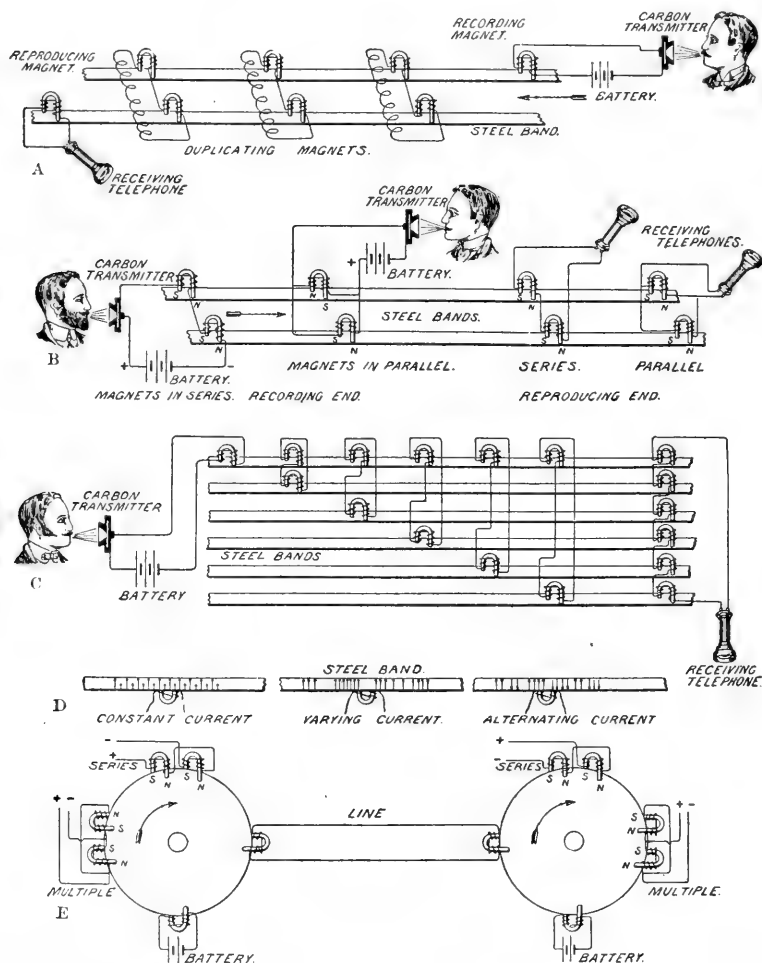 RECORDING
MAGNET.
CARBON
TRANSMITTER
REPRODUCING
MAGNET.
BATTERY.
STEEL BAND.
DUPLICATING MAGNETS.
A
RECEIVING
TELEPHONE
CARBON
TRANSMITTER
RECEIVING
TELEPHONES.
CARBON
TRANSMITTER
+
BATTERY.
S N N S S N S N
STEEL BANDS.
B
S N S N S N S N
+ BATTERY. -
MAGNETS IN PARALLEL. SERIES. PARALLEL
MAGNETS IN SERIES. RECORDING END. REPRODUCING END.
CARBON
TRANSMITTER
STEEL BANDS
C
BATTERY
RECEIVING
TELEPHONE.
STEEL BAND.
D
CONSTANT CURRENT VARYING CURRENT. ALTERNATING CURRENT
-
+
SERIES
S N S N
+
-
SERIES
S N S N
+ -
N
S
S
N
MULTIPLE
LINE
S
N
S
N
+ -
MULTIPLE.
E
BATTERY.
BATTERY.